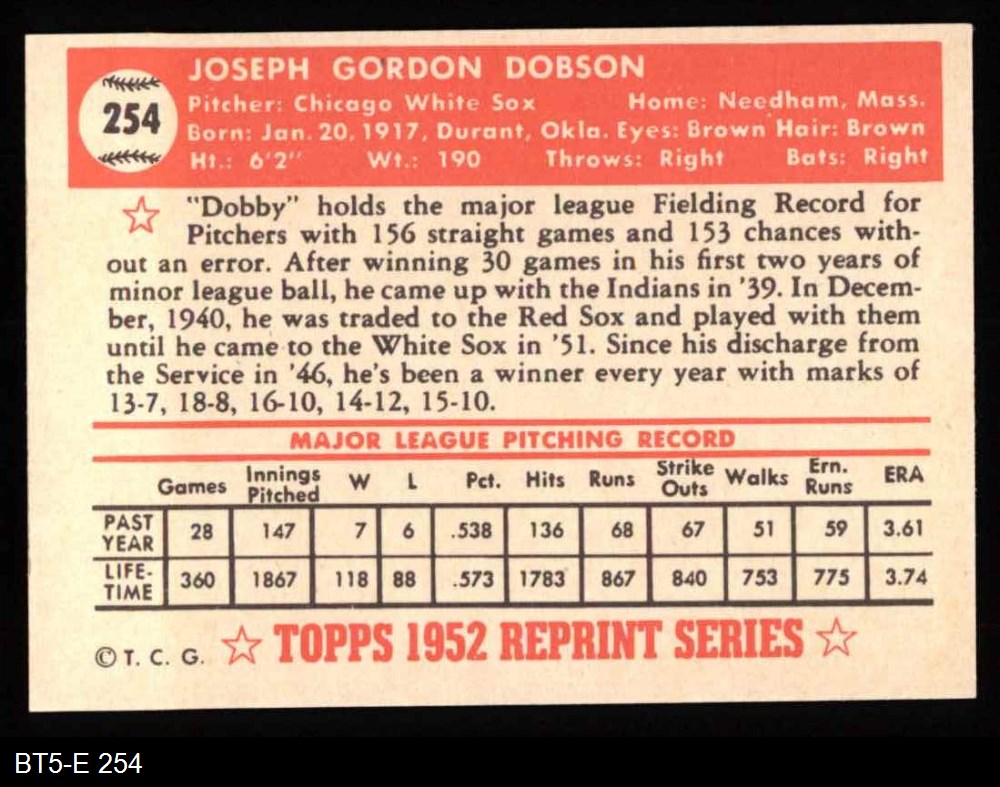 254
JOSEPH GORDON DOBSON
Pitcher: Chicago White Sox Home: Needham, Mass.
Born: Jan. 20, 1917, Durant, Okla. Eyes: Brown Hair: Brown
Ht.: 6'2" Wt.: 190 Throws: Right Bats: Right
"Dobby" holds the major league Fielding Record for
Pitchers with 156 straight games and 153 chances with-
out an error. After winning 30 games in his first two years of
minor league ball, he came up with the Indians in '39. In Decem-
ber, 1940, he was traded to the Red Sox and played with them
until he came to the White Sox in '51. Since his discharge from
the Service in '46, he's been a winner every year with marks of
13-7, 18-8, 16-10, 14-12, 15-10.
MAJOR LEAGUE PITCHING RECORD
Games Innings Pitched W L Pct. Hits Runs Strike Outs Walks Ern. Runs ERA
PAST YEAR 28 147 7 6 .538 136 68 67 51 59 3.61
LIFE-TIME 360 1867 118 88 .573 1783 867 840 753 775 3.74
© T. C. G. TOPPS 1952 REPRINT SERIES
BT5-E 254